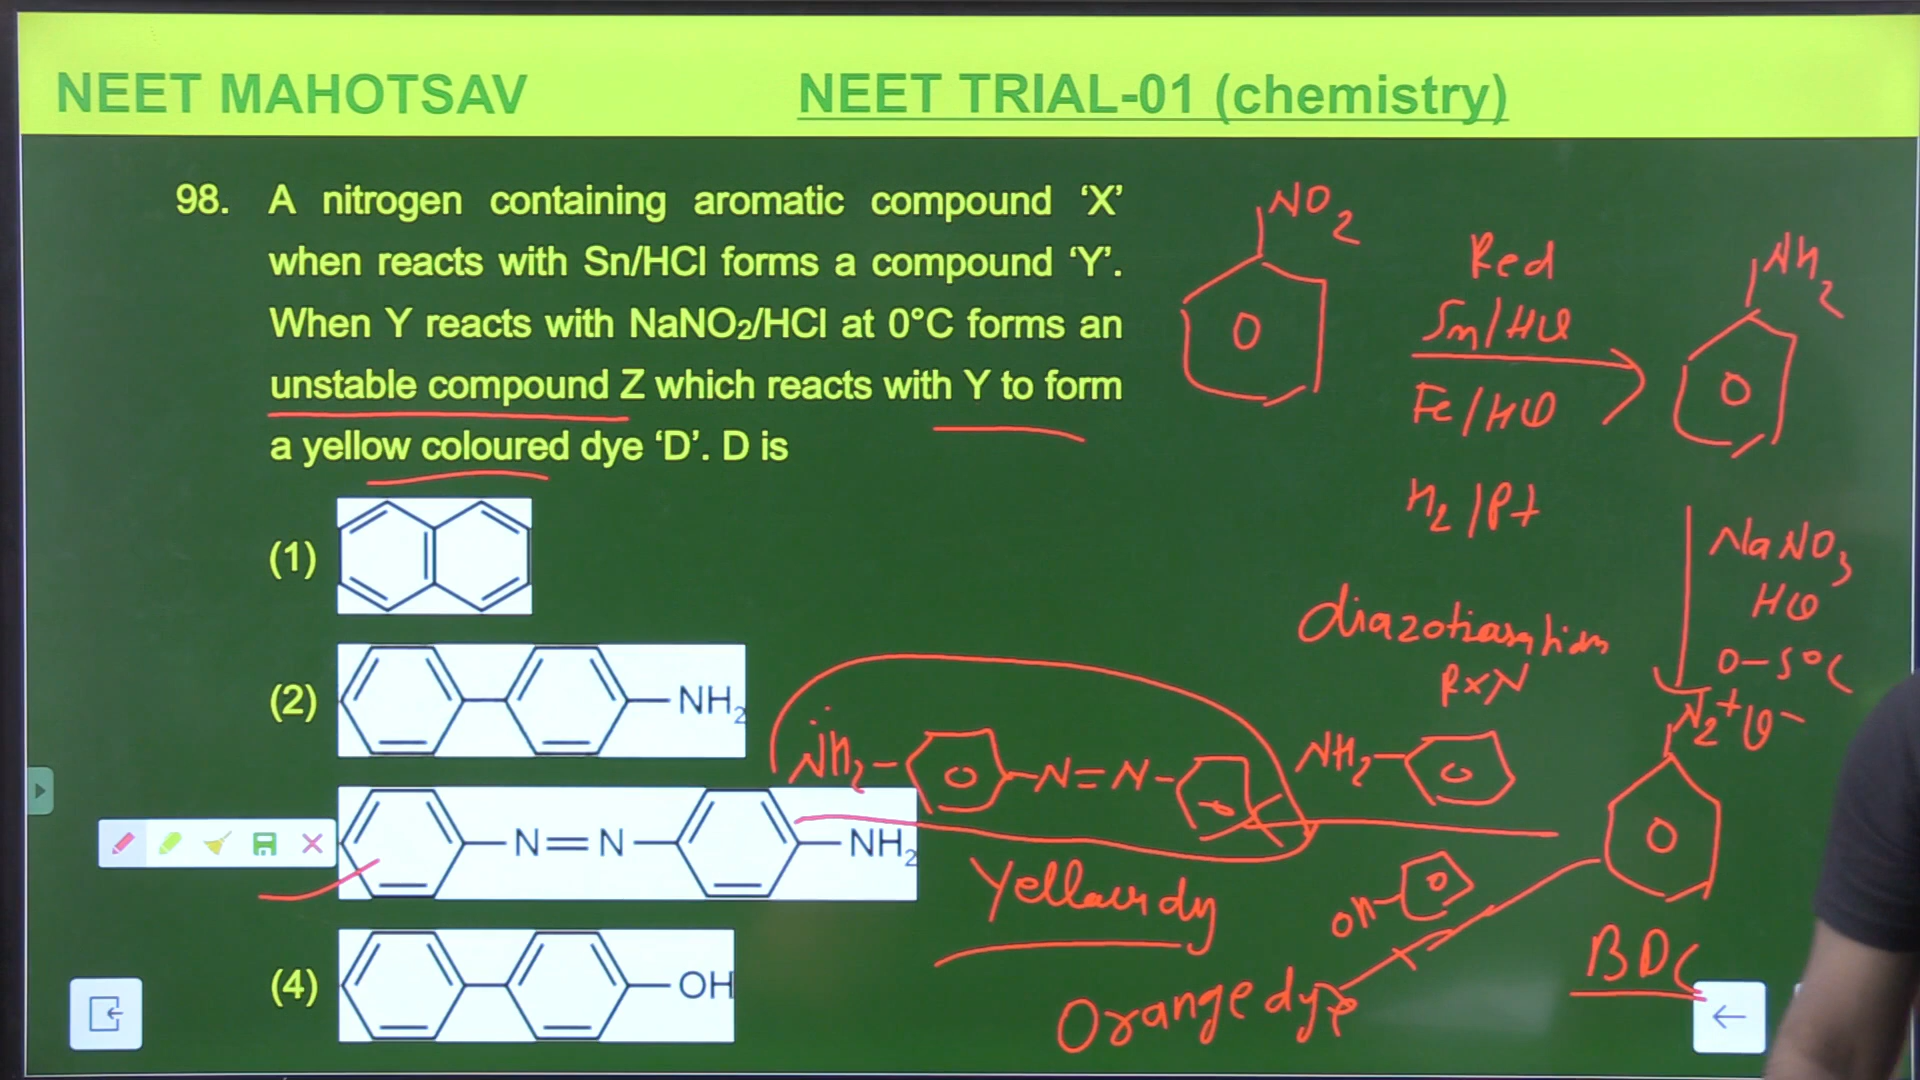 NEET MAHOTSAV
NEET TRIAL-01 (chemistry)
98. A nitrogen containing aromatic compound ‘X’
when reacts with Sn/HCl forms a compound ‘Y’.
When Y reacts with NaNO₂/HCl at 0°C forms an
unstable compound Z which reacts with Y to form
a yellow coloured dye ‘D’. D is
(1)
(2) NH₂
N=N NH₂
(4) OH
NO₂
Red
Sn/HCl
Fe/HCl
H₂/Pt
NH₂
NaNO₃
HCl
0-5°C
diazotisation
RxN
N₂⁺Cl⁻
NH₂ N=N
NH₂
OH
Orange dye
BDC